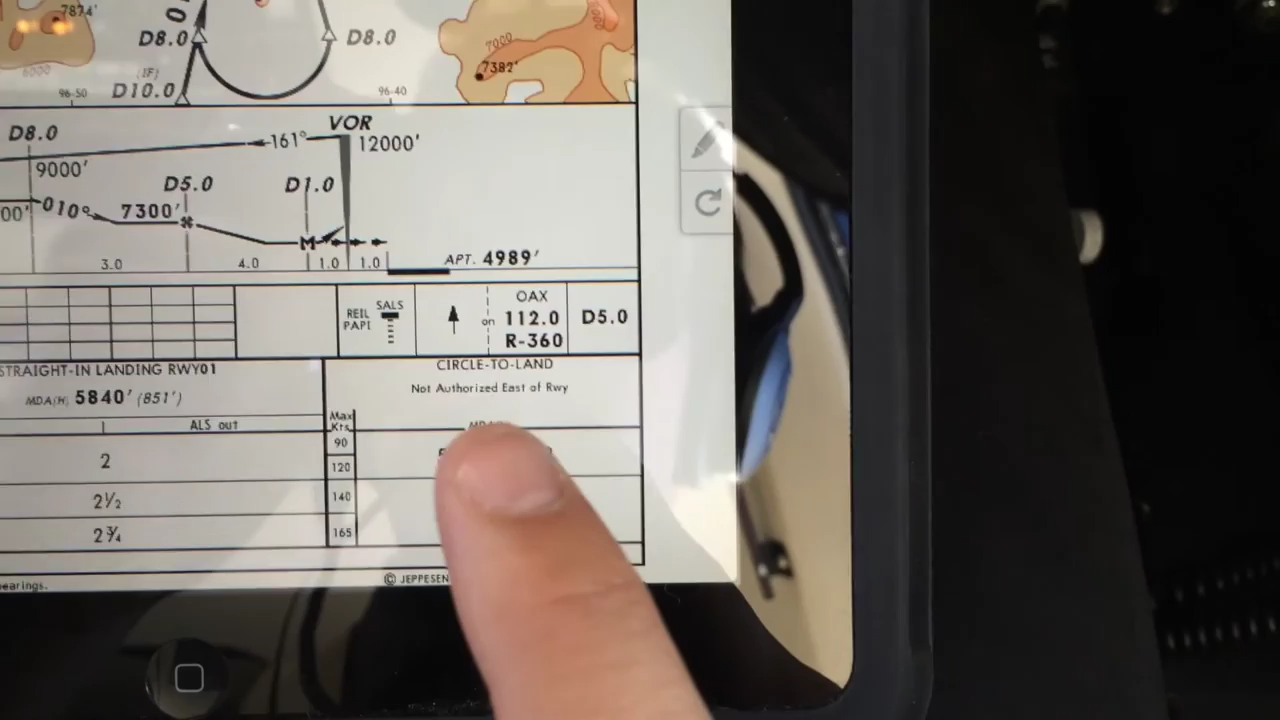 7874'
6000
D8.0 D8.0
7000
7382'
(IF)
D10.0
96-50 96-40
D8.0 VOR
161° 12000'
9000'
D5.0 D1.0
00' 010° 7300'
M
APT. 4989'
3.0 4.0 1.0 1.0
REIL
PAPI
SALS
on
OAX
112.0
R-360
D5.0
STRAIGHT-IN LANDING RWY01
MDA(H) 5840' (851')
ALS out
2
2½
2¾
CIRCLE-TO-LAND
Not Authorized East of Rwy
Max
Kts
90
120
140
165
earings.
© JEPPESEN